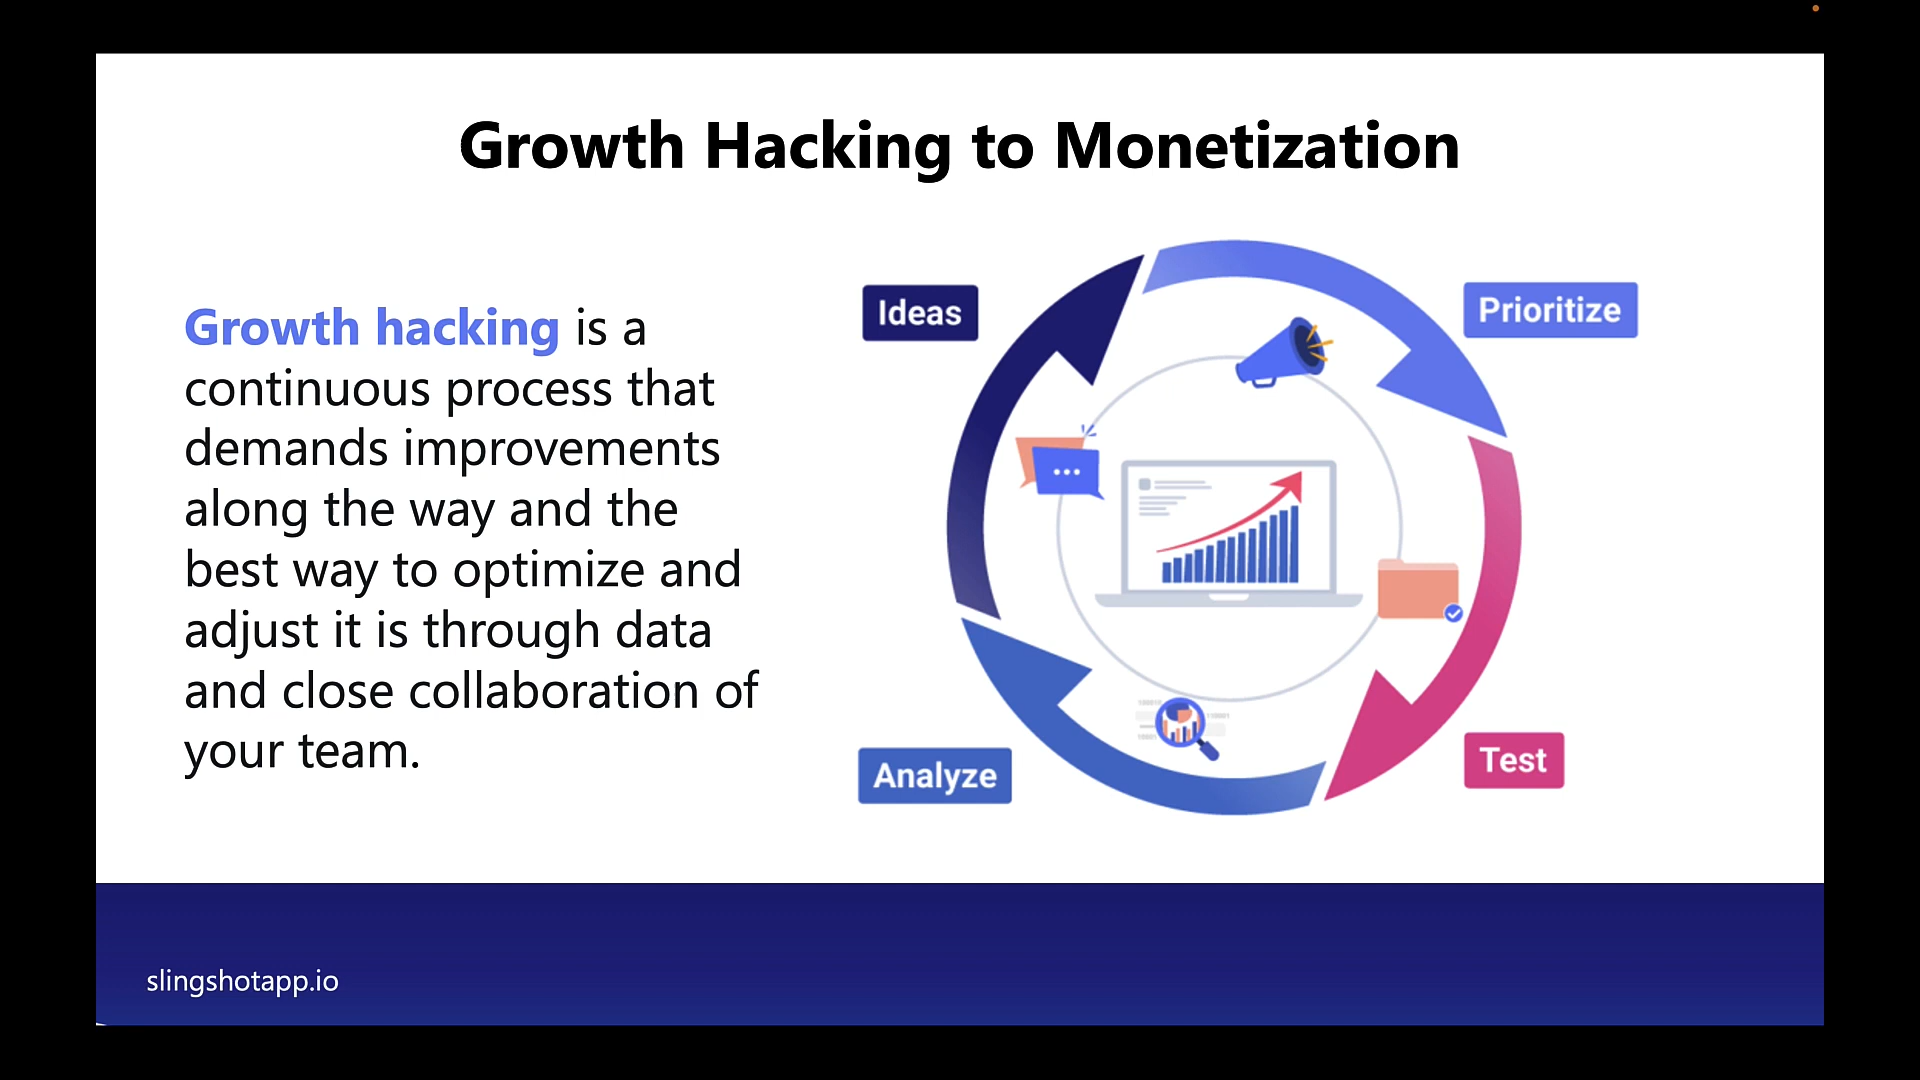 Growth Hacking to Monetization
Growth hacking is a
continuous process that
demands improvements
along the way and the
best way to optimize and
adjust it is through data
and close collaboration of
your team.
Ideas
Prioritize
Analyze
Test
slingshotapp.io